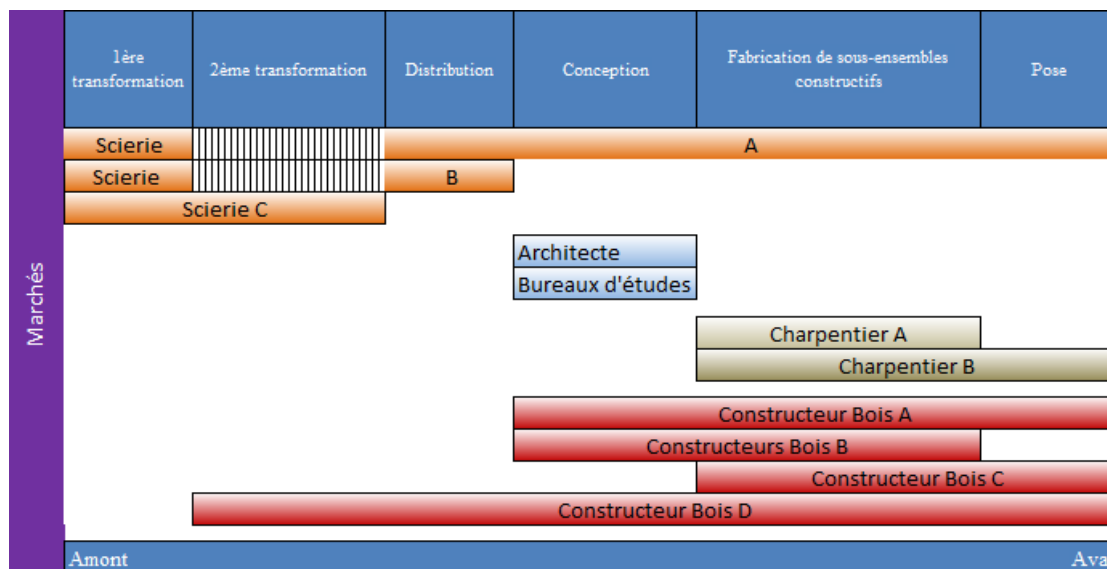 1ère transformation
2ème transformation
Distribution
Conception
Fabrication de sous-ensembles
constructifs
Pose
Scierie
A
Scierie
B
Scierie C
Architecte
Bureaux d'études
Charpentier A
Charpentier B
Constructeur Bois A
Constructeurs Bois B
Constructeur Bois C
Constructeur Bois D
Marchés
Amont
Ava